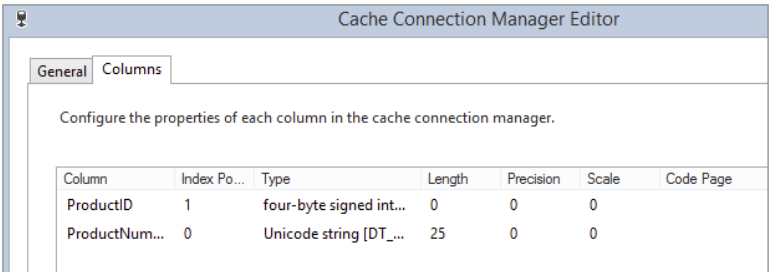 Cache Connection Manager Editor
General Columns
Configure the properties of each column in the cache connection manager.
Column Index Po... Type Length Precision Scale Code Page
ProductID 1 four-byte signed int... 0 0 0
ProductNum... 0 Unicode string [DT_... 25 0 0